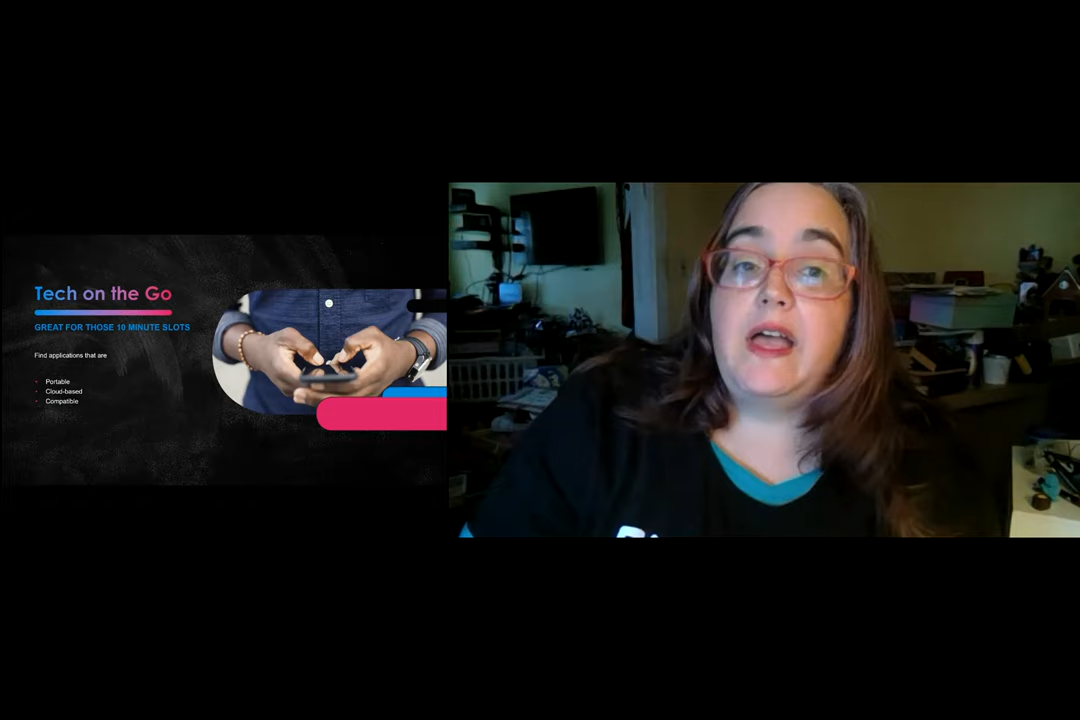 Tech on the Go
GREAT FOR THOSE 10 MINUTE SLOTS
Find applications that are
Portable
Cloud-based
Compatible